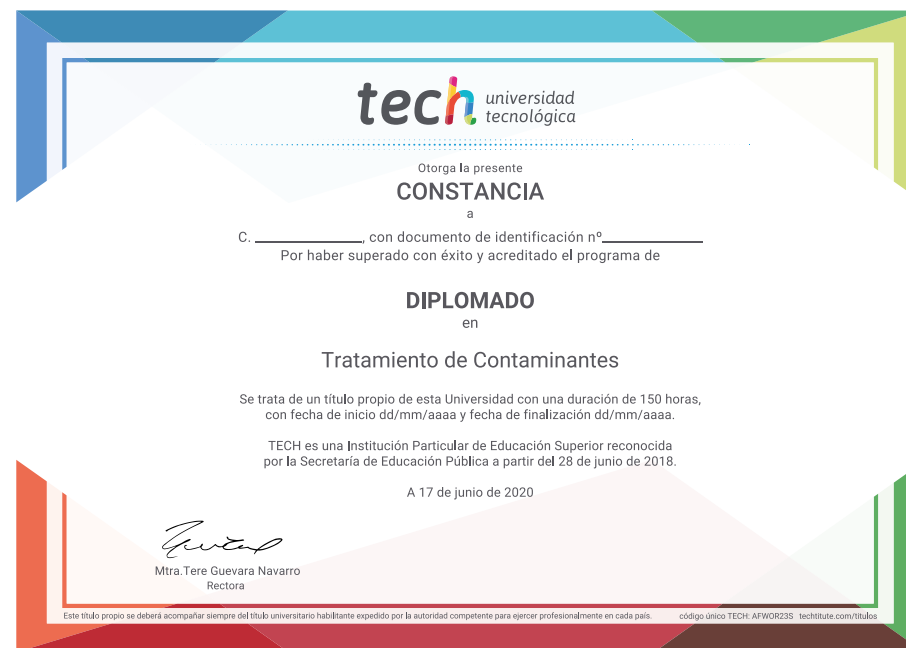 tech universidad
tecnológica
Otorga la presente
CONSTANCIA
a
C. ____________, con documento de identificación nº____________
Por haber superado con éxito y acreditado el programa de
DIPLOMADO
en
Tratamiento de Contaminantes
Se trata de un título propio de esta Universidad con una duración de 150 horas,
con fecha de inicio dd/mm/aaaa y fecha de finalización dd/mm/aaaa.
TECH es una Institución Particular de Educación Superior reconocida
por la Secretaría de Educación Pública a partir del 28 de junio de 2018.
A 17 de junio de 2020
Mtra.Tere Guevara Navarro
Rectora
Este título propio se deberá acompañar siempre del título universitario habilitante expedido por la autoridad competente para ejercer profesionalmente en cada país. código único TECH: AFWOR23S techtitute.com/títulos